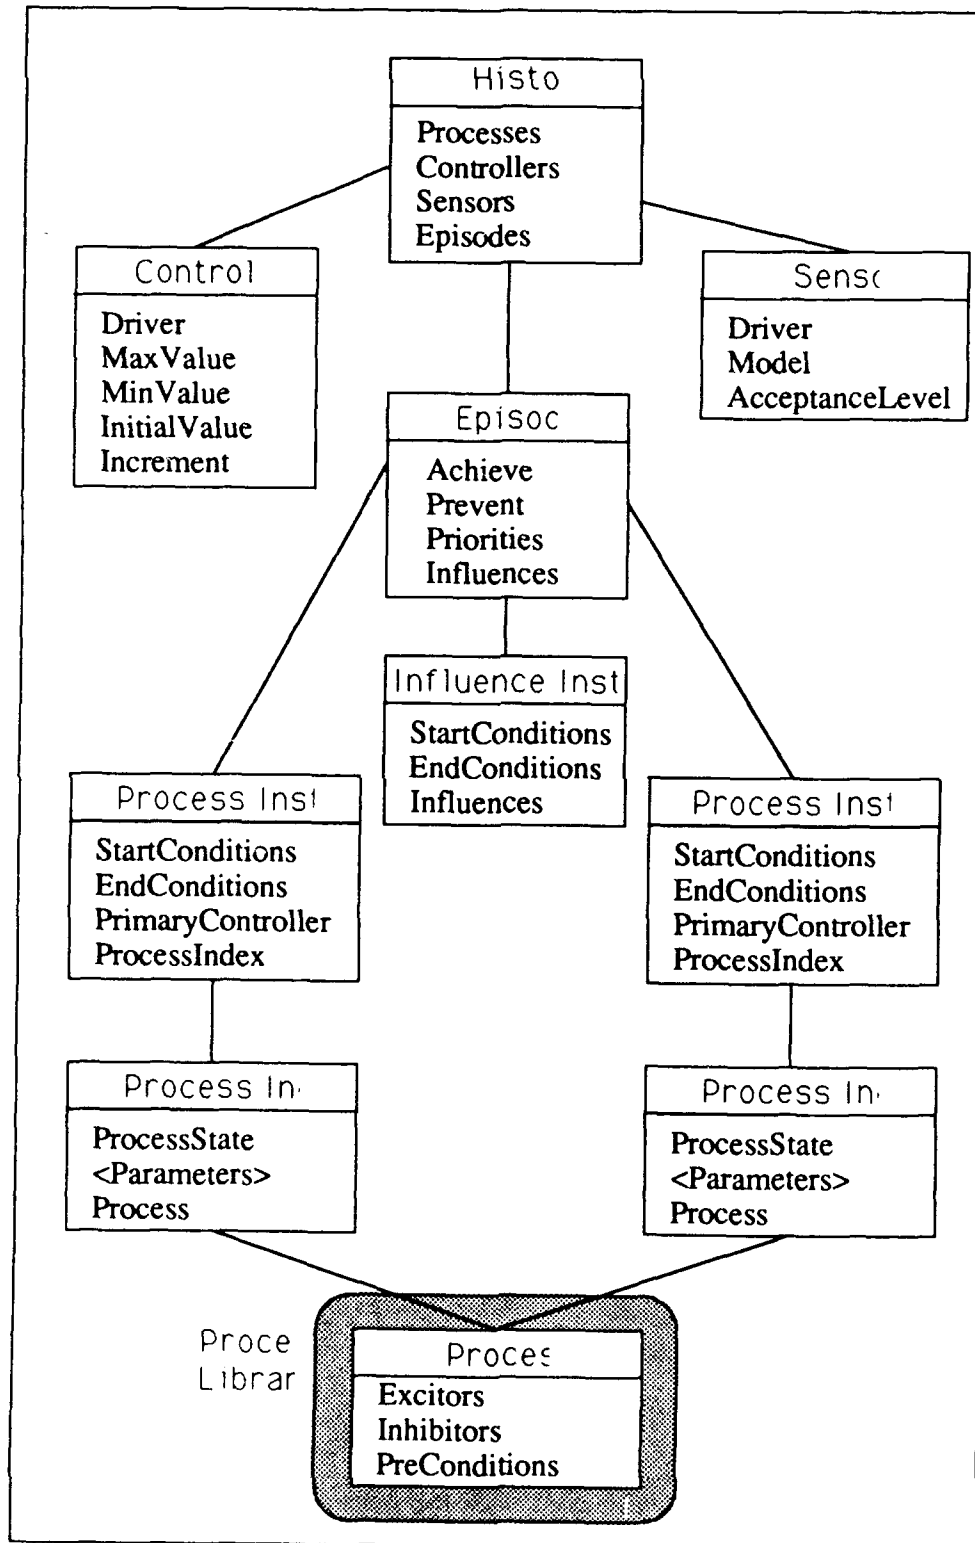 Histo
Processes
Controllers
Sensors
Episodes
Control
Driver
MaxValue
MinValue
InitialValue
Increment
Sens
Driver
Model
AcceptanceLevel
Episoc
Achieve
Prevent
Priorities
Influences
Influence Inst
StartConditions
EndConditions
Influences
Process Inst
StartConditions
EndConditions
PrimaryController
ProcessIndex
Process Inst
StartConditions
EndConditions
PrimaryController
ProcessIndex
Process In
ProcessState
<Parameters>
Process
Process In
ProcessState
<Parameters>
Process
Proce
Librar
Proces
Excitors
Inhibitors
PreConditions